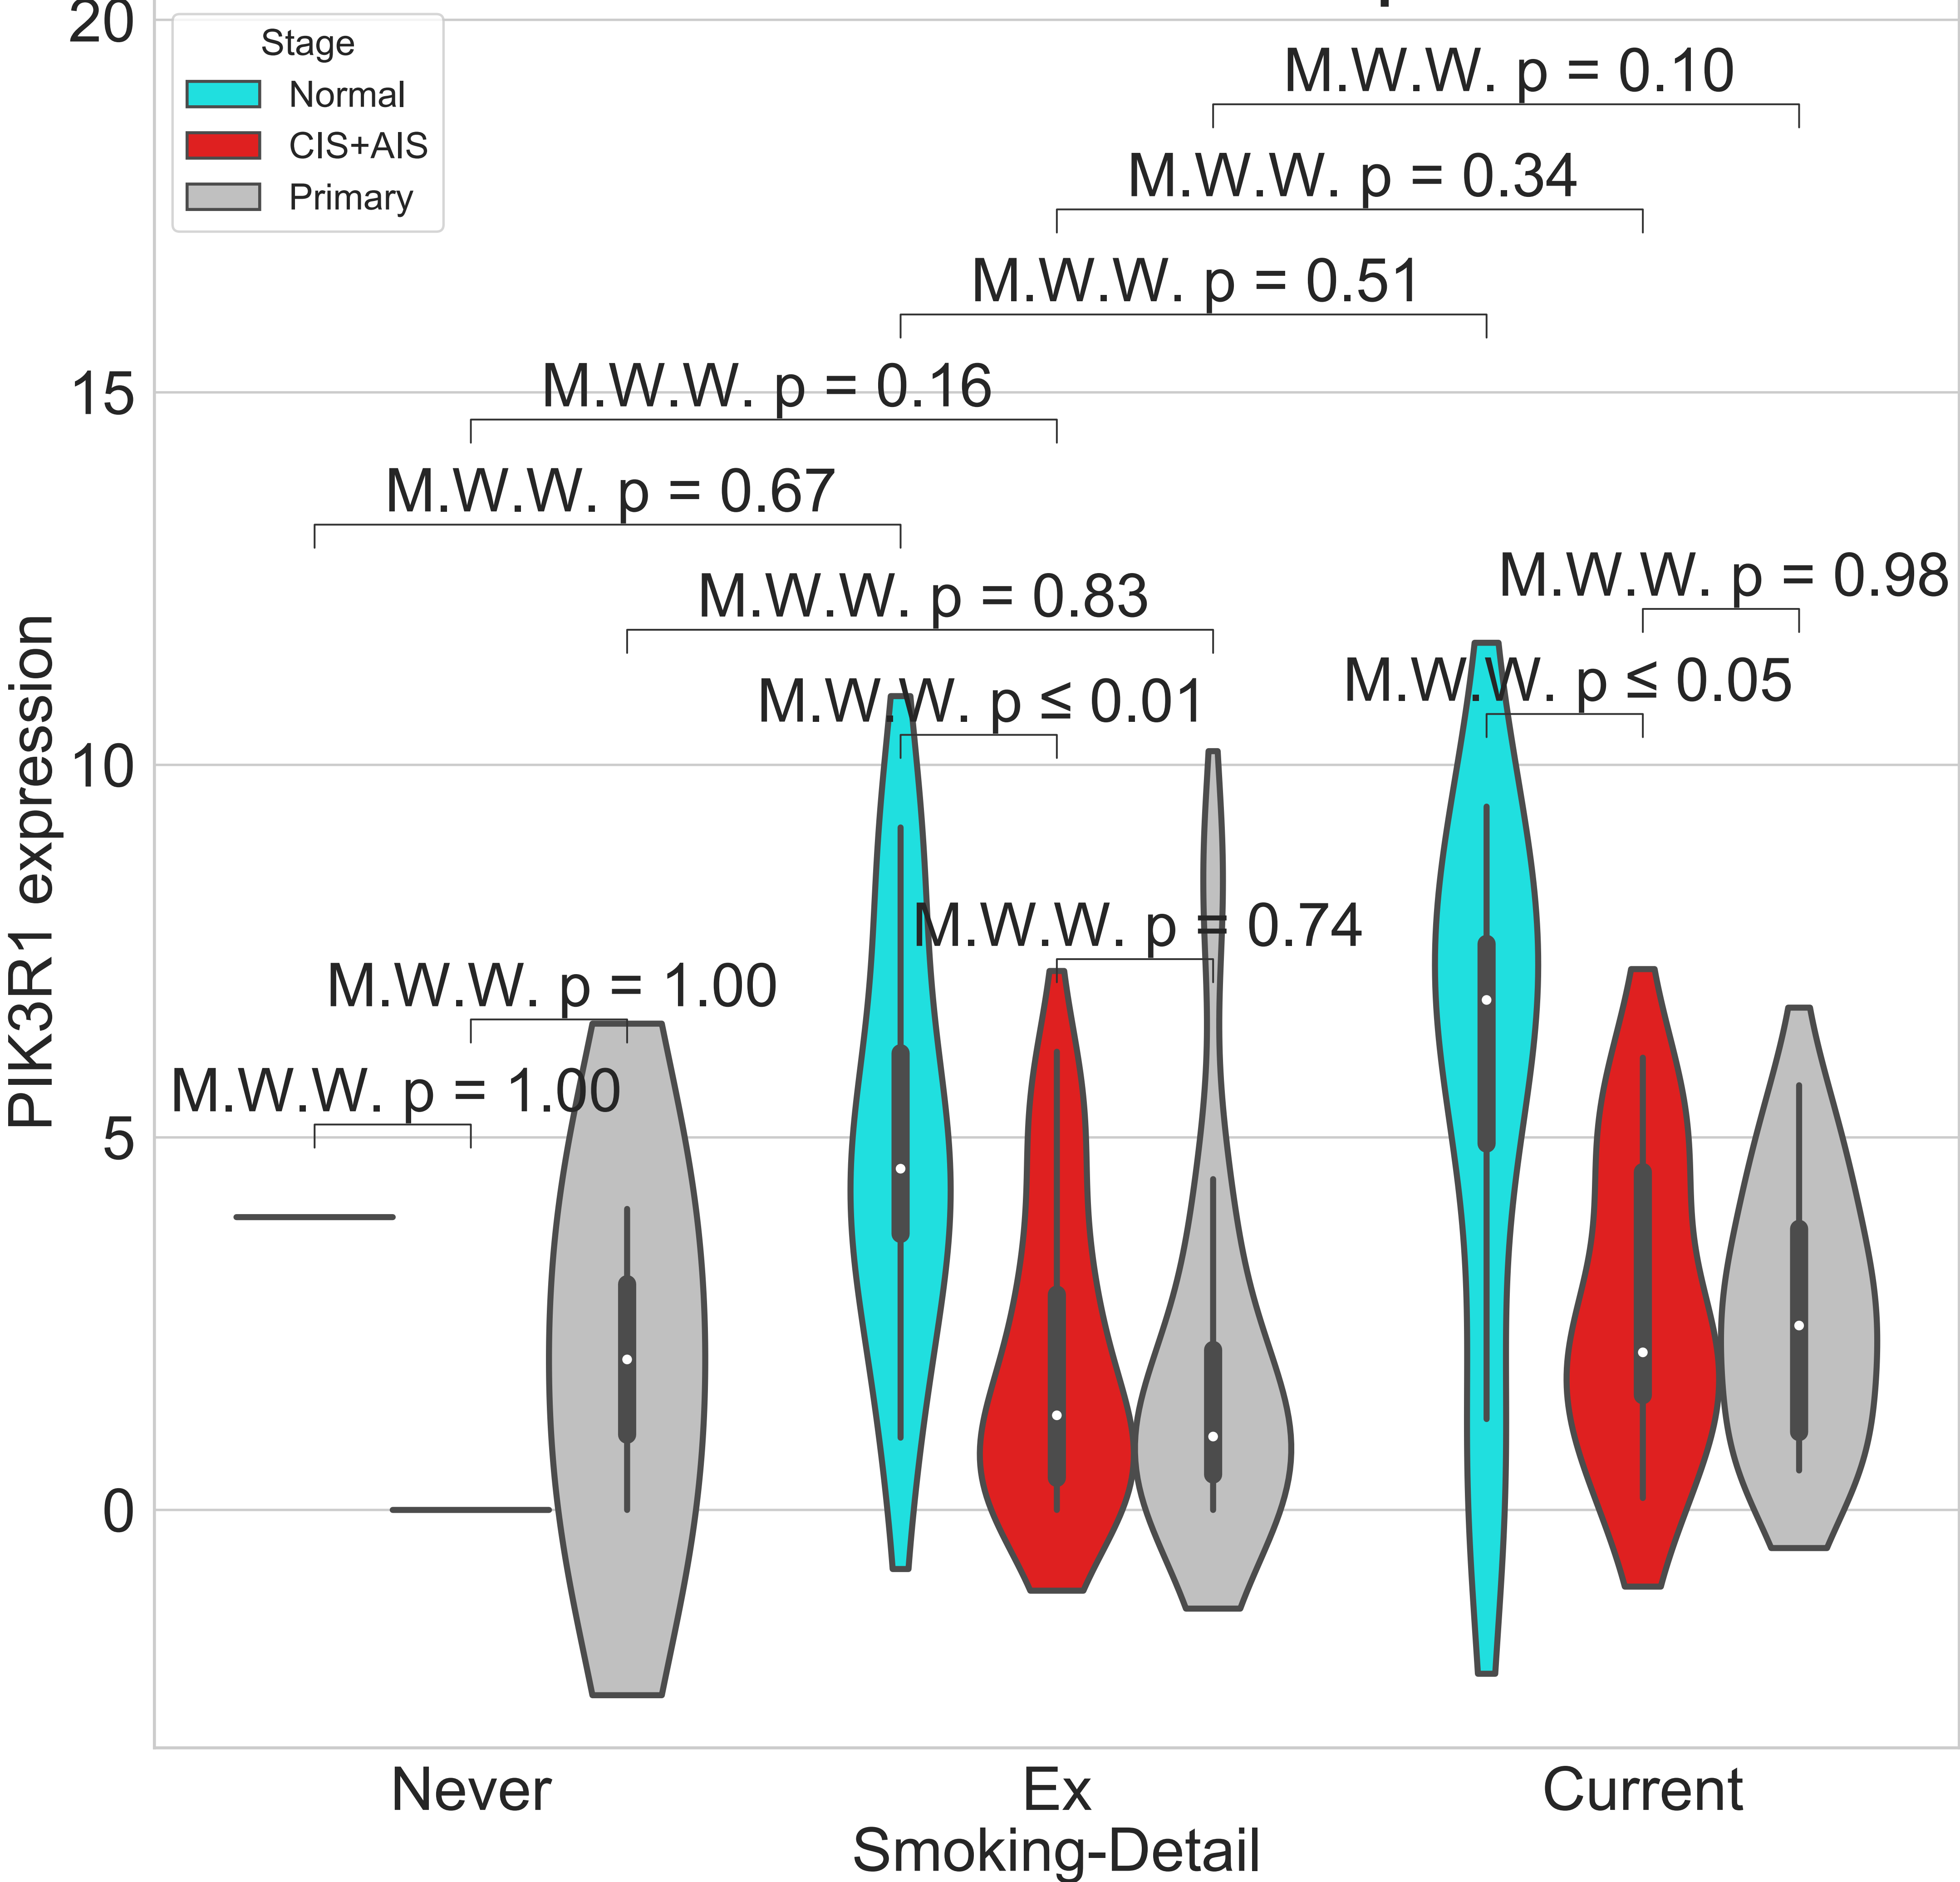 20
Stage
Normal
CIS+AIS
Primary
M.W.W. p = 0.10
M.W.W. p = 0.34
M.W.W. p = 0.51
15
M.W.W. p = 0.16
M.W.W. p = 0.67
M.W.W. p = 0.83
M.W.W. p = 0.98
M.W.W. p ≤ 0.01
M.W.W. p ≤ 0.05
10
M.W.W. p = 0.74
M.W.W. p = 1.00
M.W.W. p = 1.00
5
0
PIK3R1 expression
Never
Ex
Current
Smoking-Detail